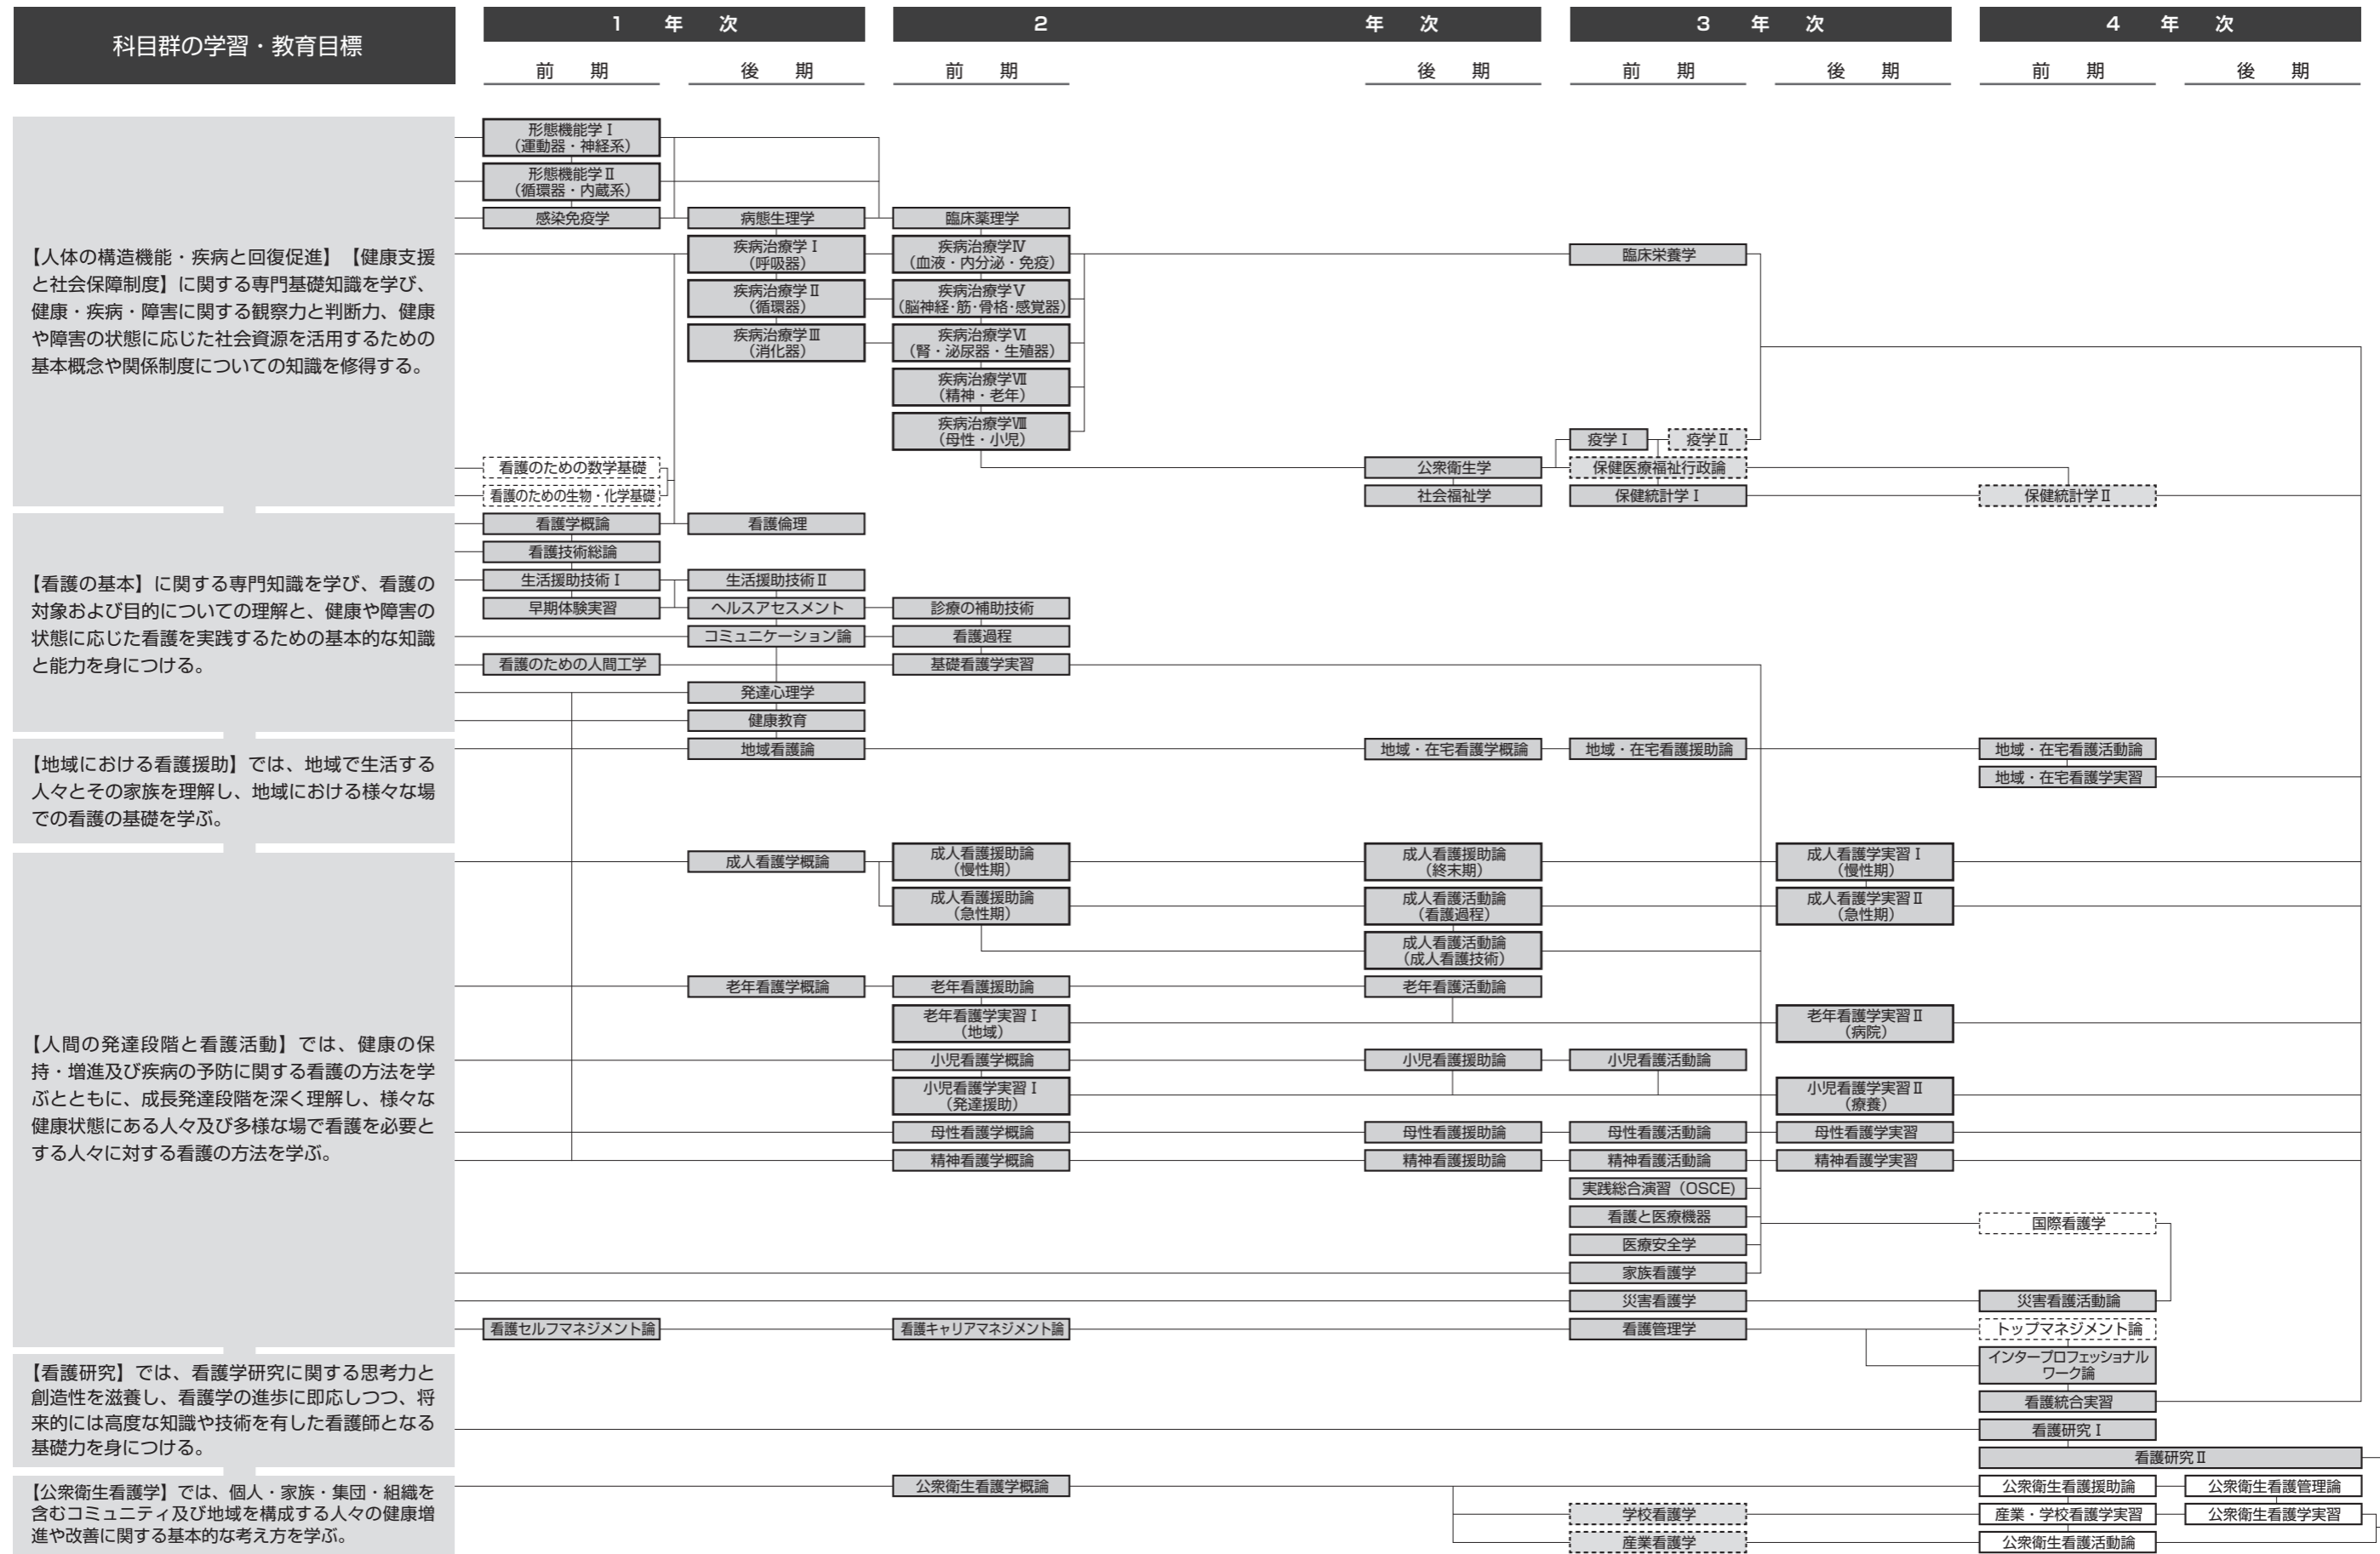 科目群の学習・教育目標
1 年 次
2 年 次
3 年 次
4 年 次
前 期
後 期
前 期
後 期
前 期
後 期
前 期
後 期
【人体の構造機能・疾病と回復促進】【健康支援
と社会保障制度】に関する専門基礎知識を学び、
健康・疾病・障害に関する観察力と判断力、健康
や障害の状態に応じた社会資源を活用するための
基本概念や関係制度についての知識を修得する。
形態機能学Ⅰ
（運動器・神経系）
形態機能学Ⅱ
（循環器・内蔵系）
感染免疫学
病態生理学
臨床薬理学
疾病治療学Ⅰ
（呼吸器）
疾病治療学Ⅳ
（血液・内分泌・免疫）
臨床栄養学
疾病治療学Ⅱ
（循環器）
疾病治療学Ⅴ
（脳神経・筋・骨格・感覚器）
疾病治療学Ⅲ
（消化器）
疾病治療学Ⅵ
（腎・泌尿器・生殖器）
疾病治療学Ⅶ
（精神・老年）
疾病治療学Ⅷ
（母性・小児）
疫学Ⅰ
疫学Ⅱ
看護のための数学基礎
公衆衛生学
保健医療福祉行政論
看護のための生物・化学基礎
社会福祉学
保健統計学Ⅰ
保健統計学Ⅱ
【看護の基本】に関する専門知識を学び、看護の
対象および目的についての理解と、健康や障害の
状態に応じた看護を実践するための基本的な知識
と能力を身につける。
看護学概論
看護倫理
看護技術総論
生活援助技術Ⅰ
生活援助技術Ⅱ
早期体験実習
ヘルスアセスメント
診療の補助技術
コミュニケーション論
看護過程
看護のための人間工学
基礎看護学実習
発達心理学
健康教育
【地域における看護援助】では、地域で生活する
人々とその家族を理解し、地域における様々な場
での看護の基礎を学ぶ。
地域看護論
地域・在宅看護学概論
地域・在宅看護援助論
地域・在宅看護活動論
地域・在宅看護学実習
【人間の発達段階と看護活動】では、健康の保
持・増進及び疾病の予防に関する看護の方法を学
ぶとともに、成長発達段階を深く理解し、様々な
健康状態にある人々及び多様な場で看護を必要と
する人々に対する看護の方法を学ぶ。
成人看護学概論
成人看護援助論
（慢性期）
成人看護援助論
（終末期）
成人看護学実習Ⅰ
（慢性期）
成人看護援助論
（急性期）
成人看護活動論
（看護過程）
成人看護学実習Ⅱ
（急性期）
成人看護活動論
（成人看護技術）
老年看護学概論
老年看護援助論
老年看護活動論
老年看護学実習Ⅰ
（地域）
老年看護学実習Ⅱ
（病院）
小児看護学概論
小児看護援助論
小児看護活動論
小児看護学実習Ⅰ
（発達援助）
小児看護学実習Ⅱ
（療養）
母性看護学概論
母性看護援助論
母性看護活動論
母性看護学実習
精神看護学概論
精神看護援助論
精神看護活動論
精神看護学実習
実践総合演習（OSCE)
看護と医療機器
国際看護学
医療安全学
家族看護学
災害看護学
災害看護活動論
看護セルフマネジメント論
看護キャリアマネジメント論
看護管理学
トップマネジメント論
インタープロフェッショナル
ワーク論
看護統合実習
【看護研究】では、看護学研究に関する思考力と
創造性を滋養し、看護学の進歩に即応しつつ、将
来的には高度な知識や技術を有した看護師となる
基礎力を身につける。
看護研究Ⅰ
看護研究Ⅱ
【公衆衛生看護学】では、個人・家族・集団・組織を
含むコミュニティ及び地域を構成する人々の健康増
進や改善に関する基本的な考え方を学ぶ。
公衆衛生看護学概論
公衆衛生看護援助論
公衆衛生看護管理論
学校看護学
産業・学校看護学実習
公衆衛生看護学実習
産業看護学
公衆衛生看護活動論